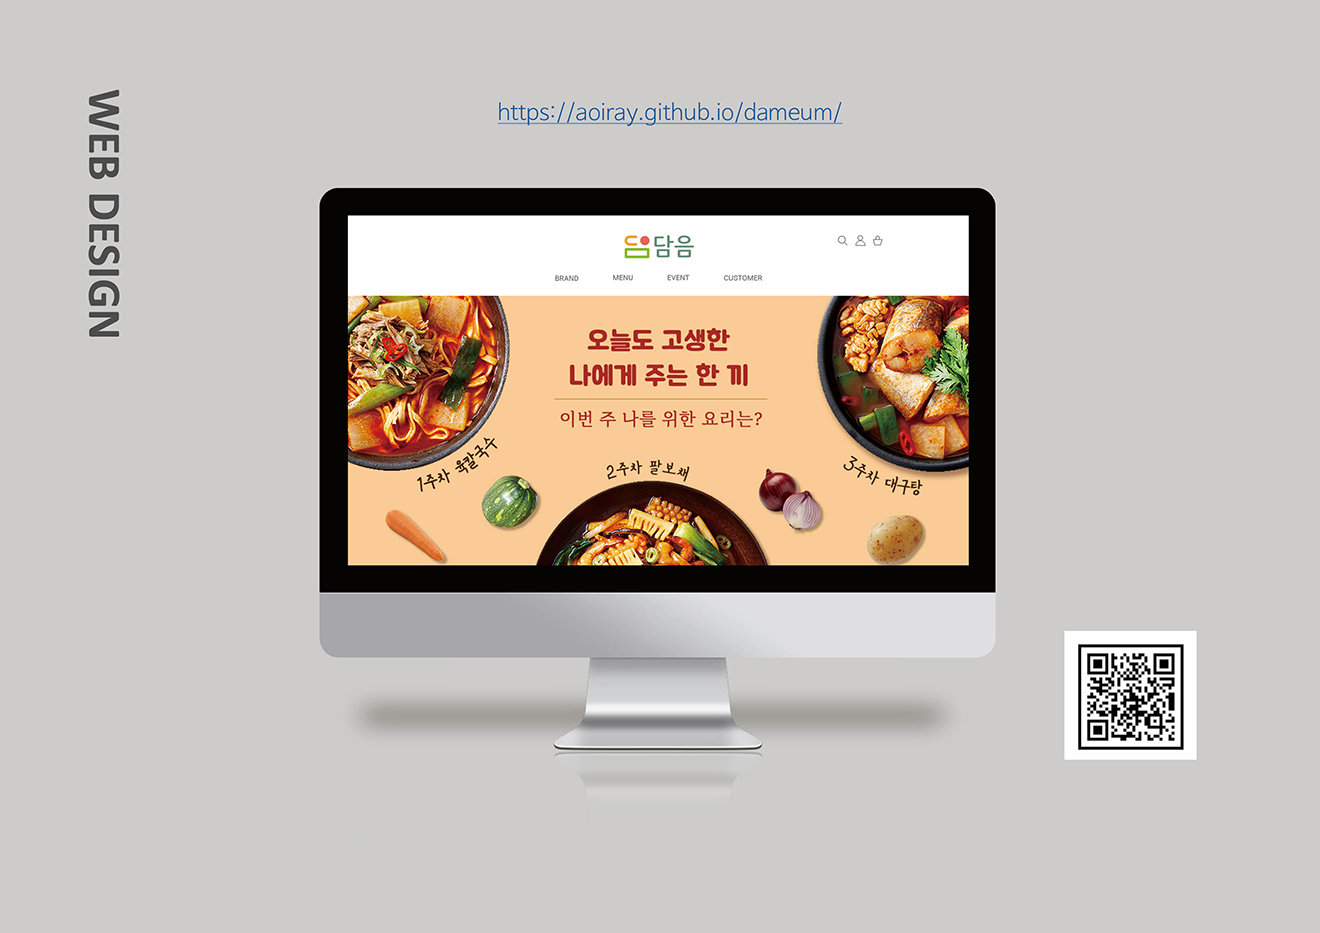 WEB DESIGN
https://aoiray.github.io/dameum/
담음
BRAND MENU EVENT CUSTOMER
오늘도 고생한
나에게 주는 한 끼
이번 주 나를 위한 요리는?
1주차 육칼국수
2주차 팔보채
3주차 대구탕